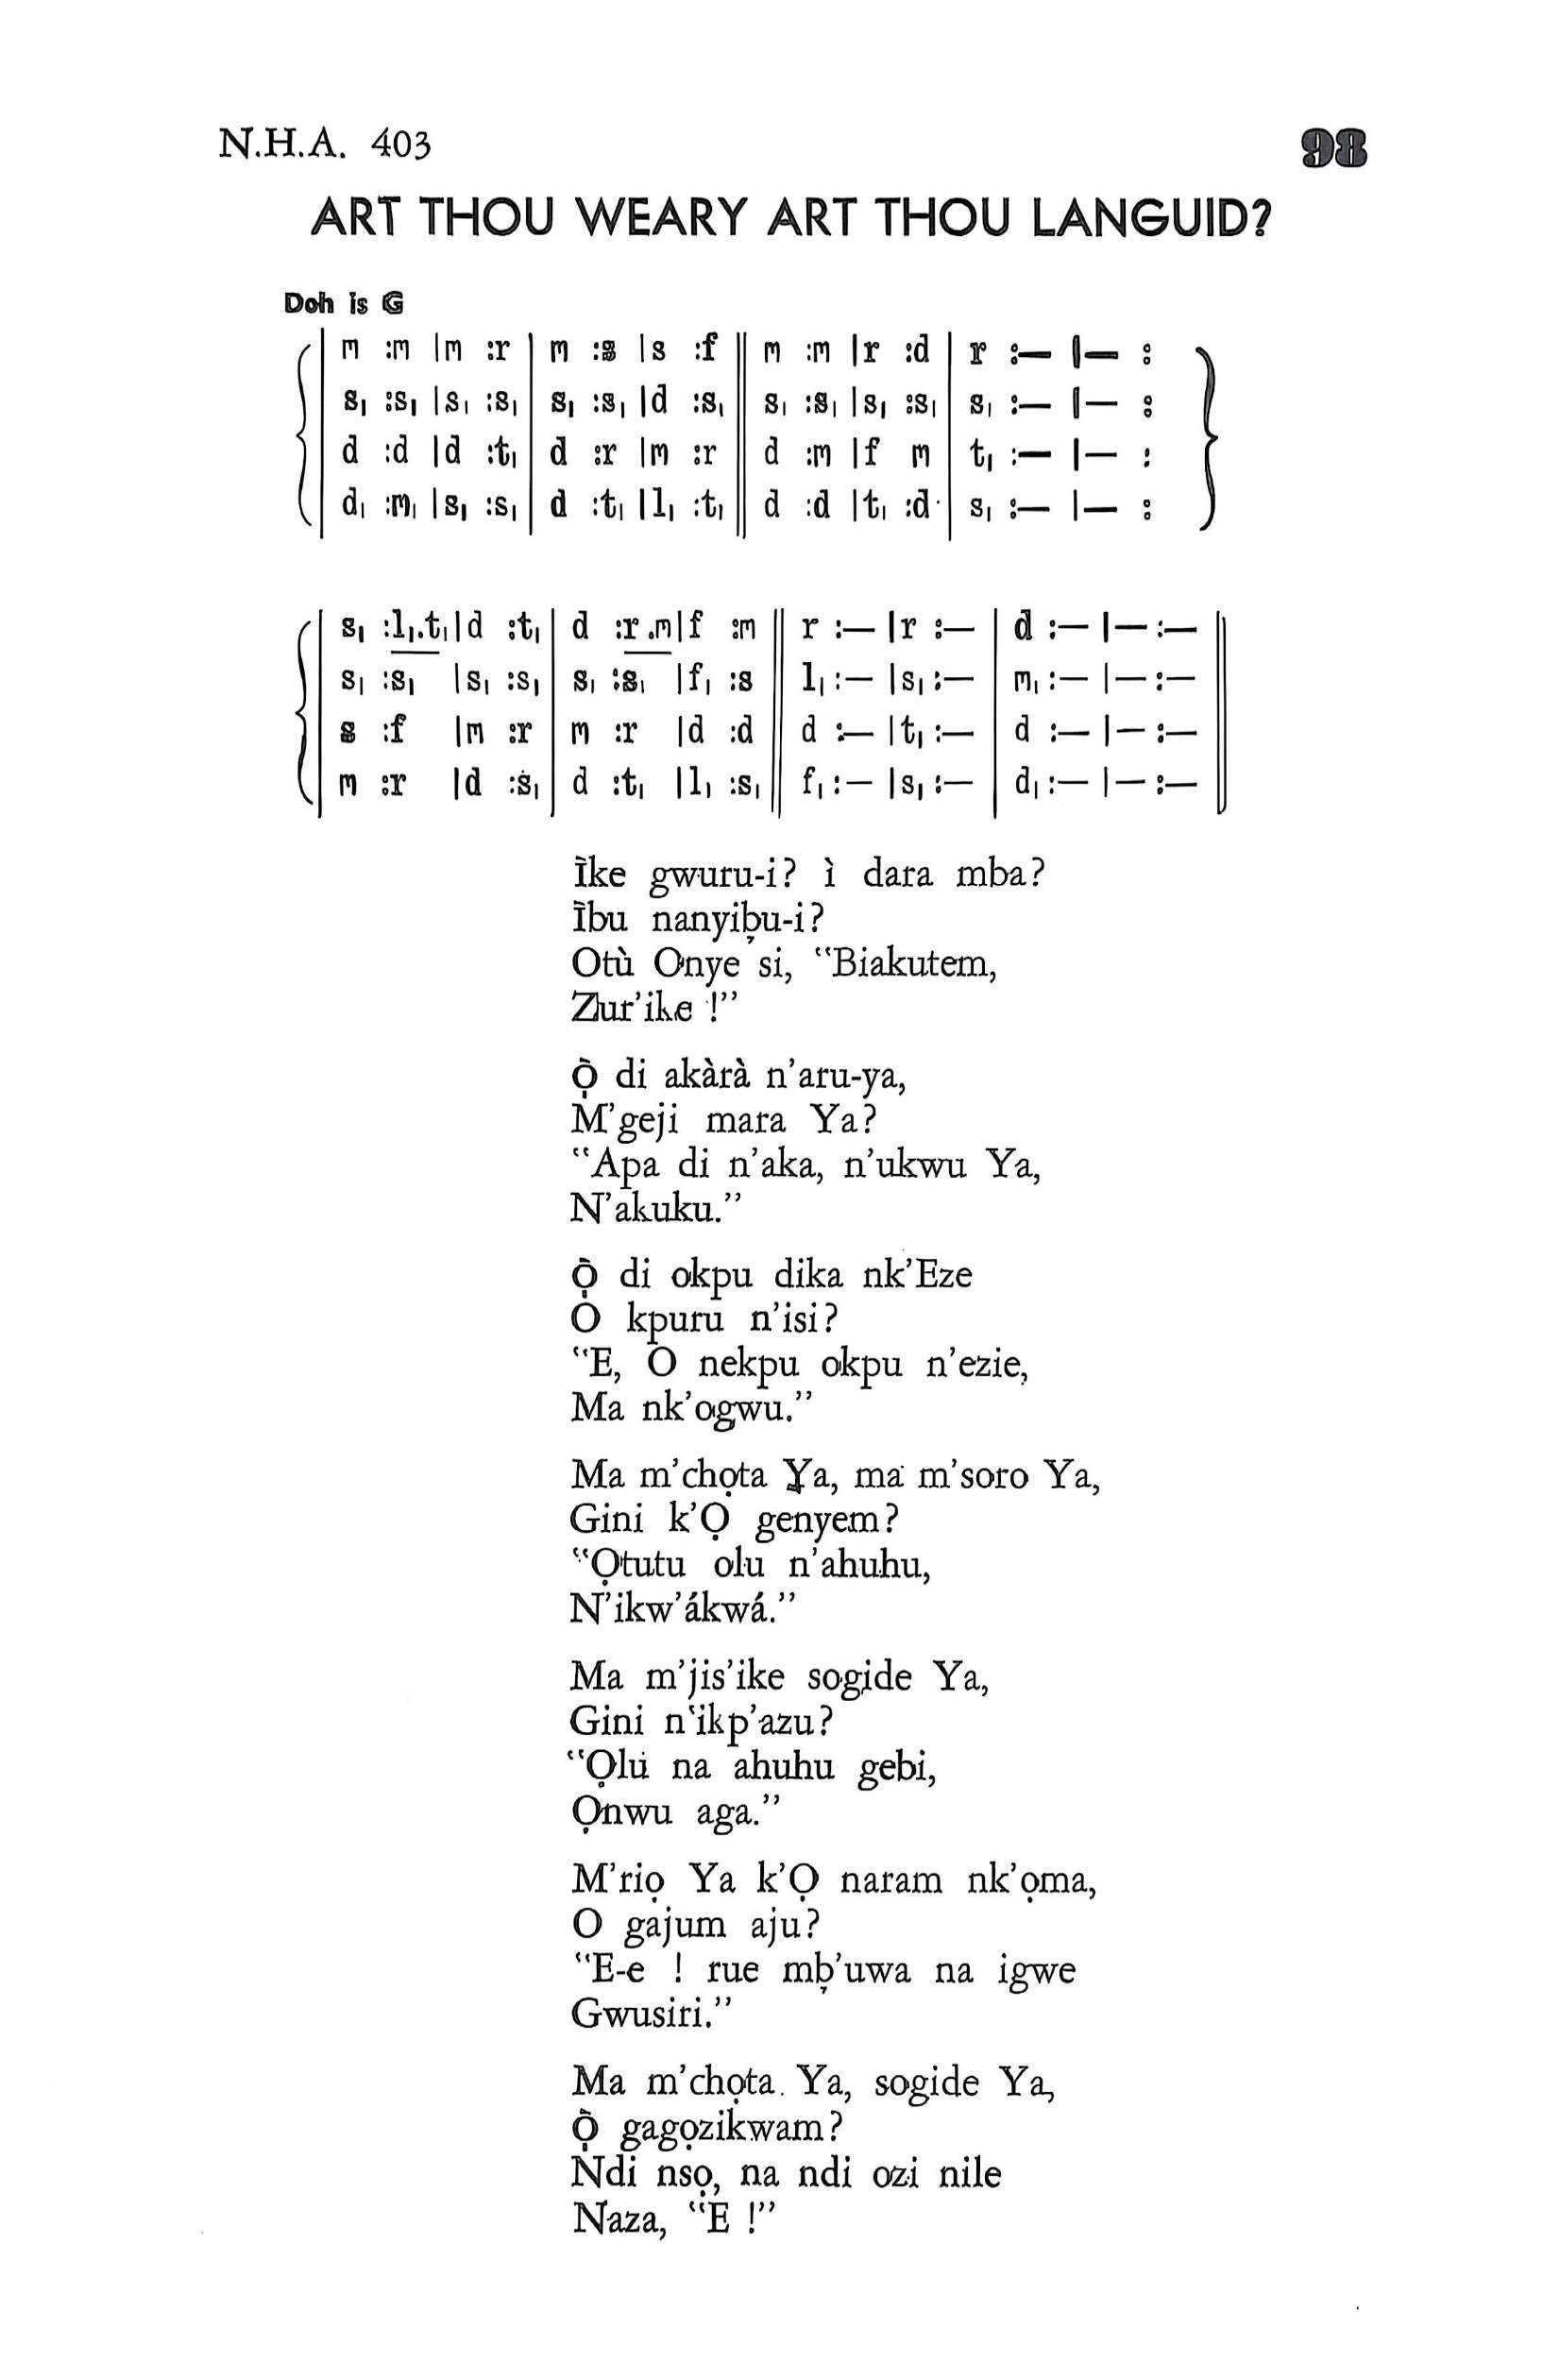 N.H.A. 403
98
ART THOU WEARY ART THOU LANGUID?
Doh is G
m :m |m :r | m :s |s :f || m :m |r :d | r :— |— :
s₁ :s₁ |s₁ :s₁ | s₁ :s₁ |d :s₁ || s₁ :s₁ |s₁ :s₁ | s₁ :— |— :
d :d |d :t₁ | d :r |m :r || d :m |f m | t₁ :— |— :
d₁ :m₁ |s₁ :s₁ | d :t₁ |l₁ :t₁ || d :d |t₁ :d | s₁ :— |— :
s₁ :l₁.t₁ |d :t₁ | d :r.m |f :m || r :— |r :— | d :— |— :—
s₁ :s₁ |s₁ :s₁ | s₁ :s₁ |f₁ :s || l₁ :— |s₁ :— | m₁ :— |— :—
s :f |m :r | m :r |d :d || d :— |t₁ :— | d :— |— :—
m :r |d :s₁ | d :t₁ |l₁ :s₁ || f₁ :— |s₁ :— | d₁ :— |— :—
Ìke gwuru-i? ì dara mba?
Ìbu nanyiḅu-i?
Otù Onye si, “Biakutem,
Zur’ike !”
Ọ̀ di akàrà n’aru-ya,
M’geji mara Ya?
“Apa di n’aka, n’ukwu Ya,
N’akuku.”
Ọ̀ di okpu dika nk’Eze
O kpuru n’isi?
“E, O nekpu okpu n’ezie,
Ma nk’ogwu.”
Ma m’chọta Ya, ma m’soro Ya,
Gini k’Ọ genyem?
“Ọtutu olu n’ahuhu,
N’ikw’ákwá.”
Ma m’jis’ike sogide Ya,
Gini n‘ikp’azu?
“Ọlu na ahuhu gebi,
Ọnwu aga.”
M’riọ Ya k’Ọ naram nk’ọma,
O gajum aju?
“E-e ! rue mḅ’uwa na igwe
Gwusiri.”
Ma m’chọta Ya, sogide Ya,
Ọ̀ gagọzikwam?
Ndi nsọ, na ndi ozi nile
Naza, “E !”